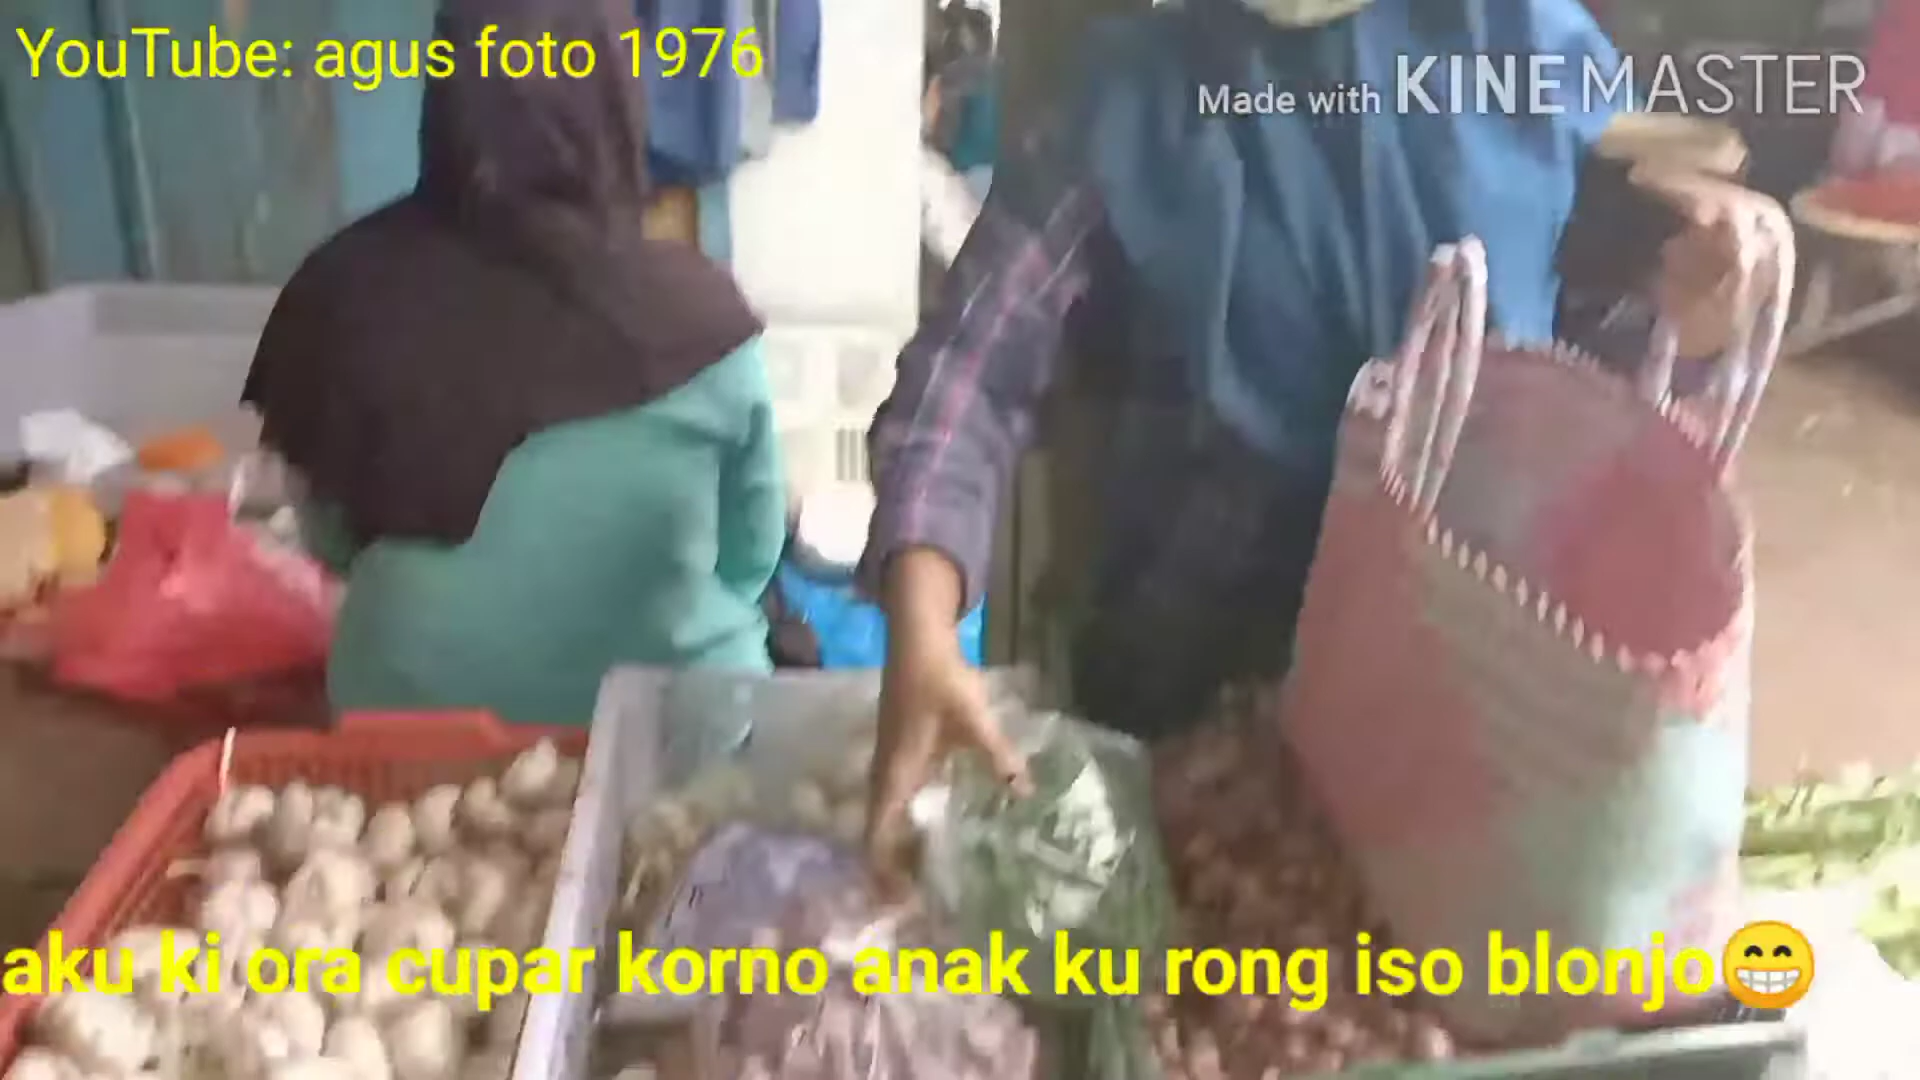 YouTube: agus foto 1976
Made with KINEMASTER
aku ki ora cupar korno anak ku rong iso blonjo😁